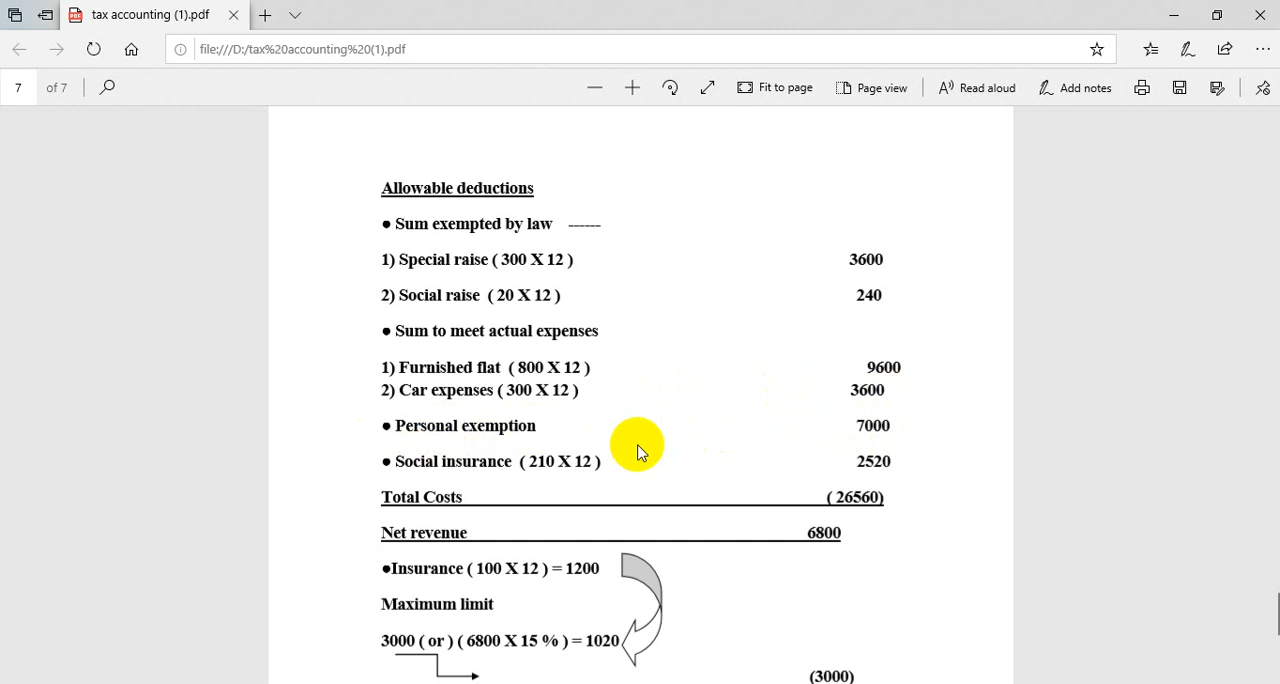 tax accounting (1).pdf
file:///D:/tax%20accounting%20(1).pdf
7 of 7 Fit to page Page view Read aloud Add notes
Allowable deductions
● Sum exempted by law ------
1) Special raise ( 300 X 12 ) 3600
2) Social raise ( 20 X 12 ) 240
● Sum to meet actual expenses
1) Furnished flat ( 800 X 12 ) 9600
2) Car expenses ( 300 X 12 ) 3600
● Personal exemption 7000
● Social insurance ( 210 X 12 ) 2520
Total Costs ( 26560)
Net revenue 6800
●Insurance ( 100 X 12 ) = 1200
Maximum limit
3000 ( or ) ( 6800 X 15 % ) = 1020
(3000)